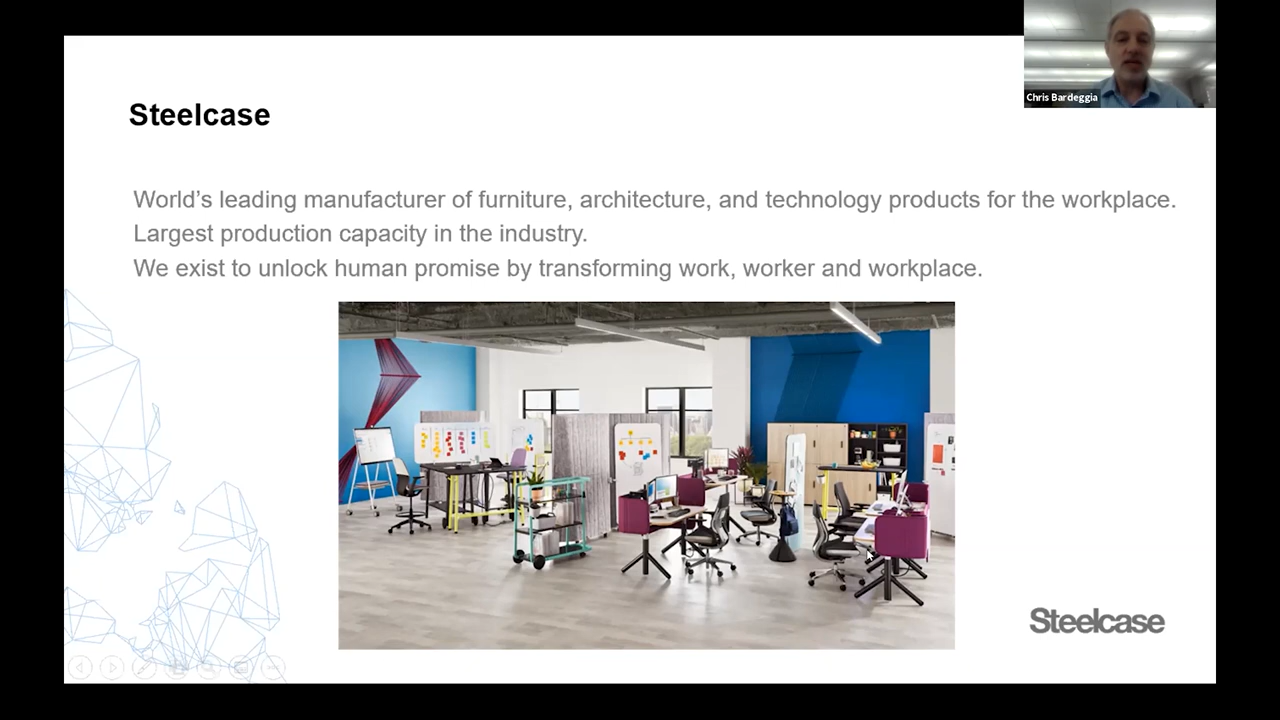 Chris Bardeggia
Steelcase
World's leading manufacturer of furniture, architecture, and technology products for the workplace.
Largest production capacity in the industry.
We exist to unlock human promise by transforming work, worker and workplace.
Steelcase